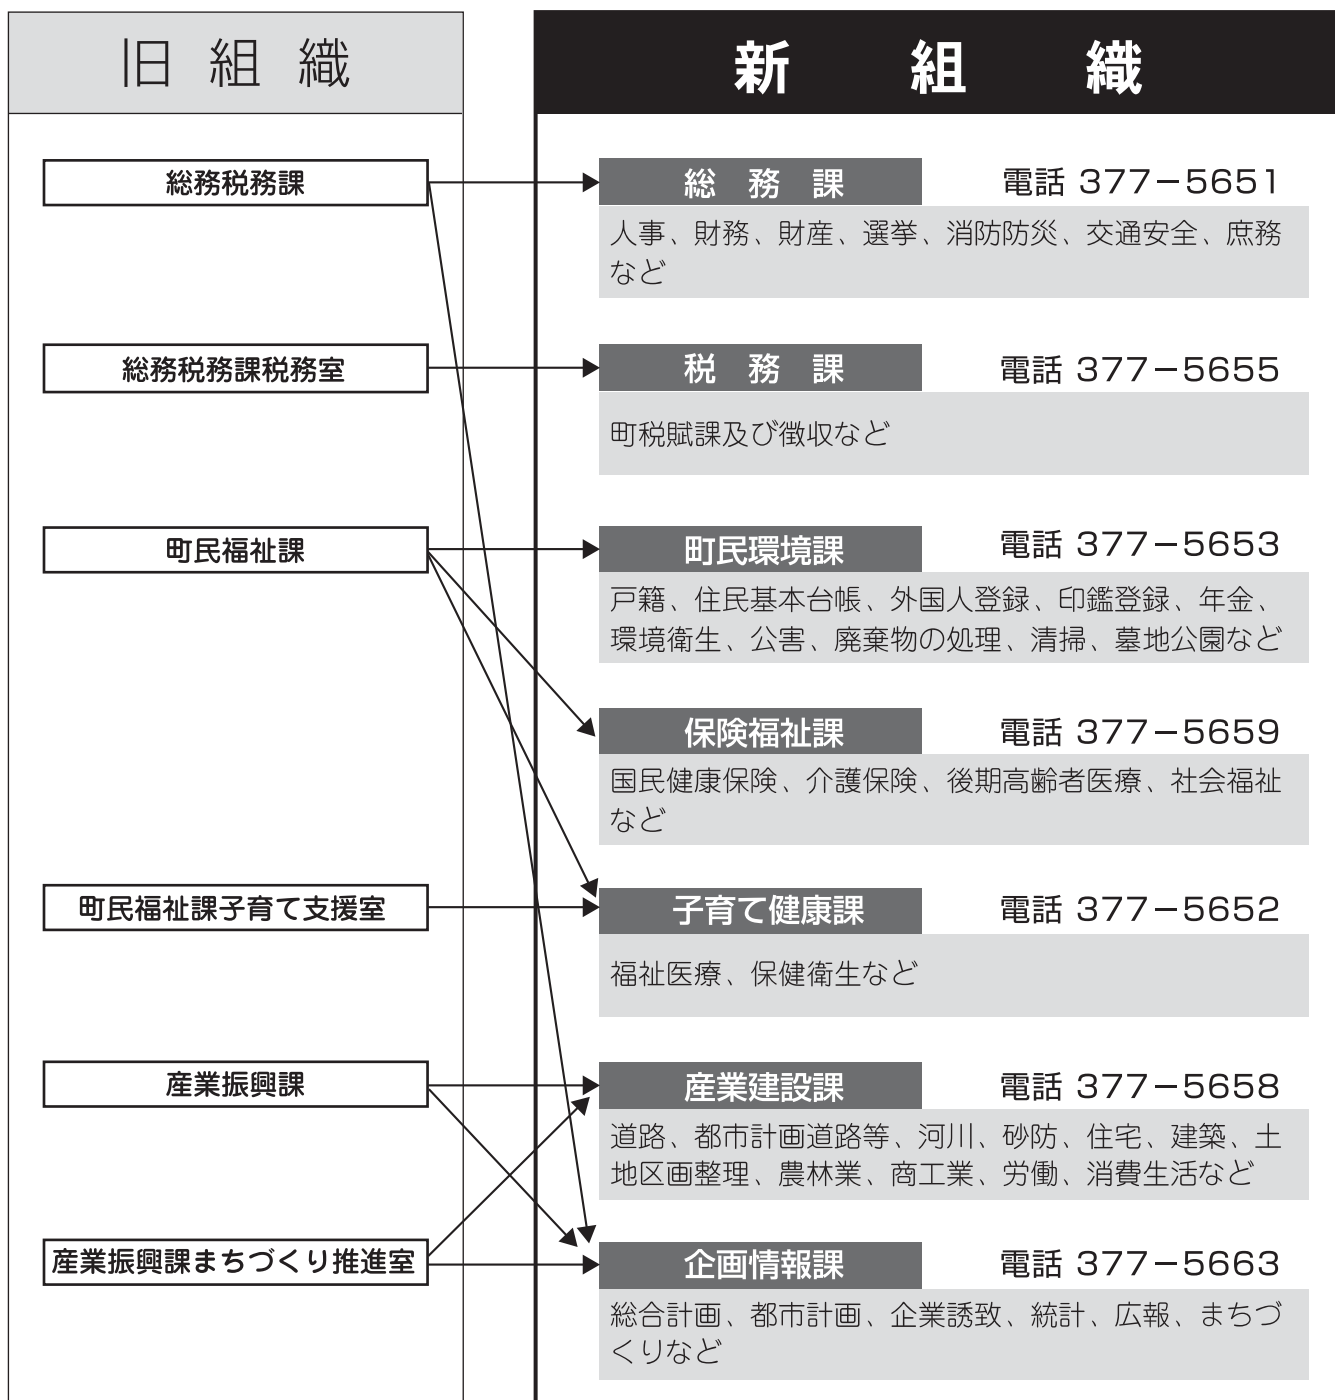 旧組織
新組織
総務税務課
総務課
電話 377－5651
人事、財務、財産、選挙、消防防災、交通安全、庶務
など
総務税務課税務室
税務課
電話 377－5655
町税賦課及び徴収など
町民福祉課
町民環境課
電話 377－5653
戸籍、住民基本台帳、外国人登録、印鑑登録、年金、
環境衛生、公害、廃棄物の処理、清掃、墓地公園など
保険福祉課
電話 377－5659
国民健康保険、介護保険、後期高齢者医療、社会福祉
など
町民福祉課子育て支援室
子育て健康課
電話 377－5652
福祉医療、保健衛生など
産業振興課
産業建設課
電話 377－5658
道路、都市計画道路等、河川、砂防、住宅、建築、土
地区画整理、農林業、商工業、労働、消費生活など
産業振興課まちづくり推進室
企画情報課
電話 377－5663
総合計画、都市計画、企業誘致、統計、広報、まちづ
くりなど